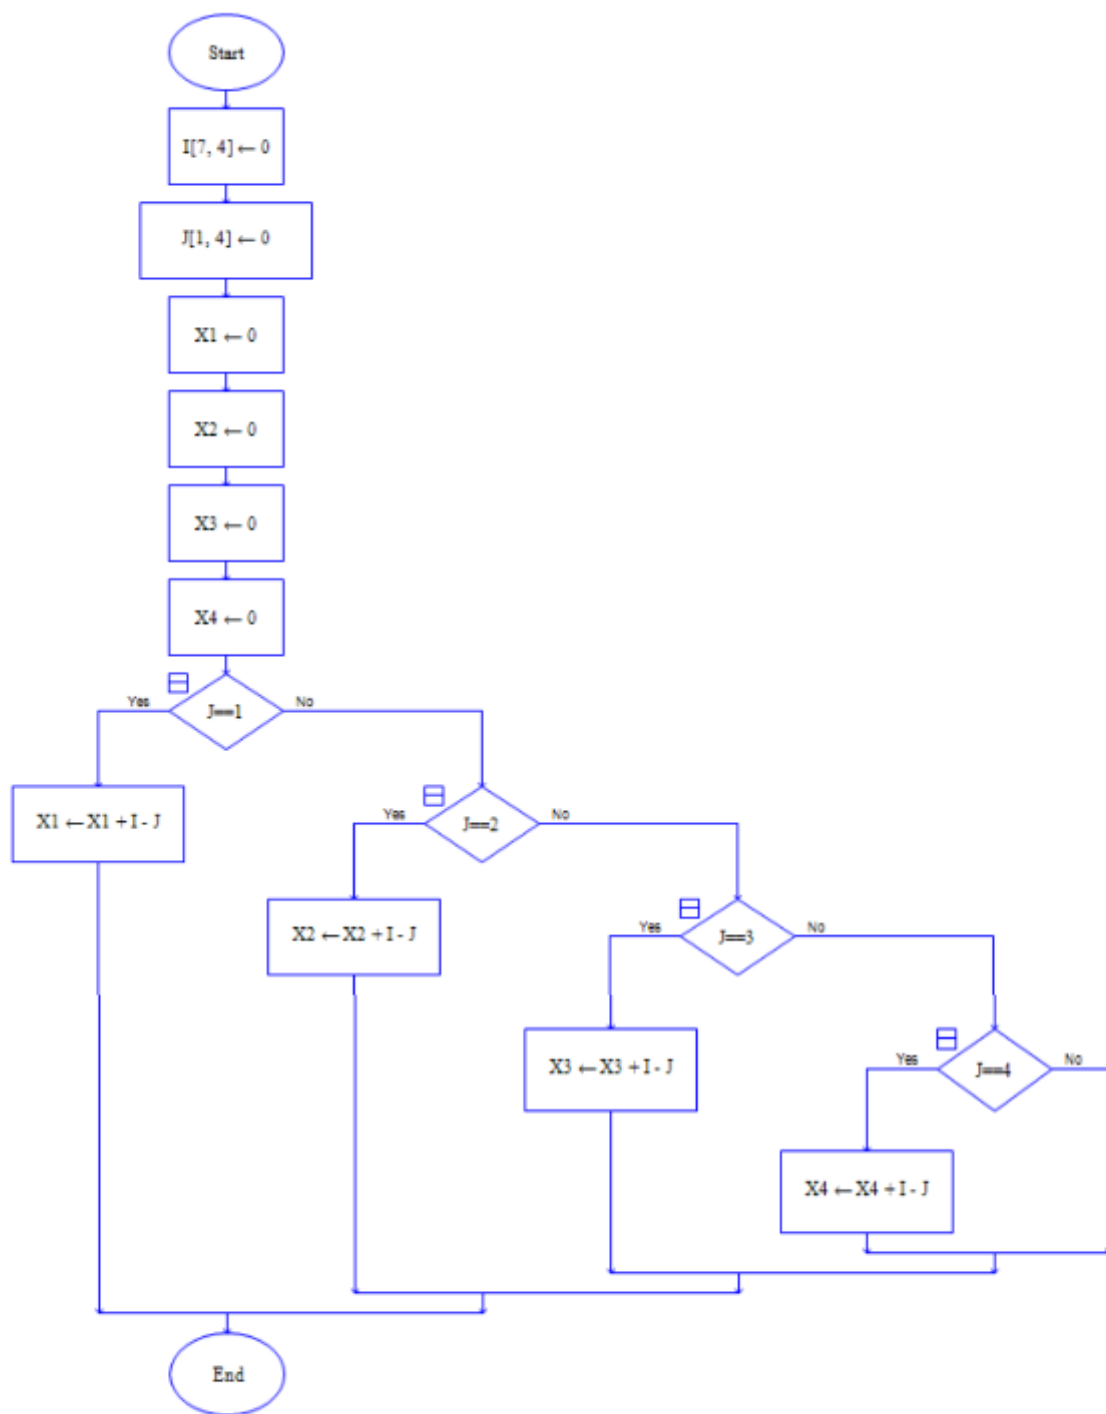 Start
I[7, 4] ← 0
J[1, 4] ← 0
X1 ← 0
X2 ← 0
X3 ← 0
X4 ← 0
Yes
J==1
No
X1 ← X1 + I - J
Yes
J==2
No
X2 ← X2 + I - J
Yes
J==3
No
X3 ← X3 + I - J
Yes
J==4
No
X4 ← X4 + I - J
End